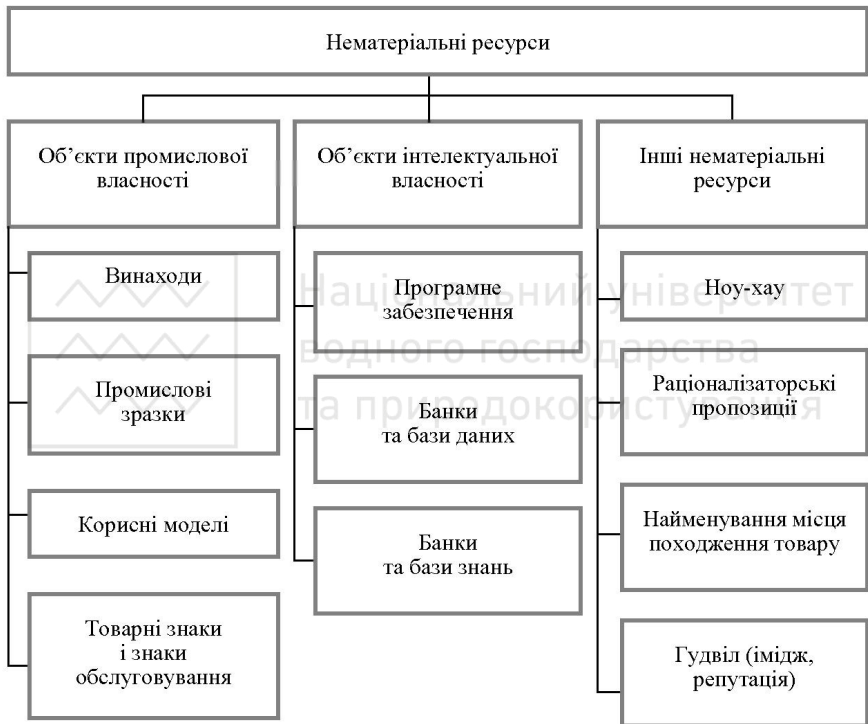 Нематеріальні ресурси
Об’єкти промислової
власності
Винаходи
Промислові
зразки
Корисні моделі
Товарні знаки
і знаки
обслуговування
Об’єкти інтелектуальної
власності
Програмне
забезпечення
Банки
та бази даних
Банки
та бази знань
Інші нематеріальні
ресурси
Ноу-хау
Раціоналізаторські
пропозиції
Найменування місця
походження товару
Гудвіл (імідж,
репутація)
Національний університет
водного господарства
та природокористування